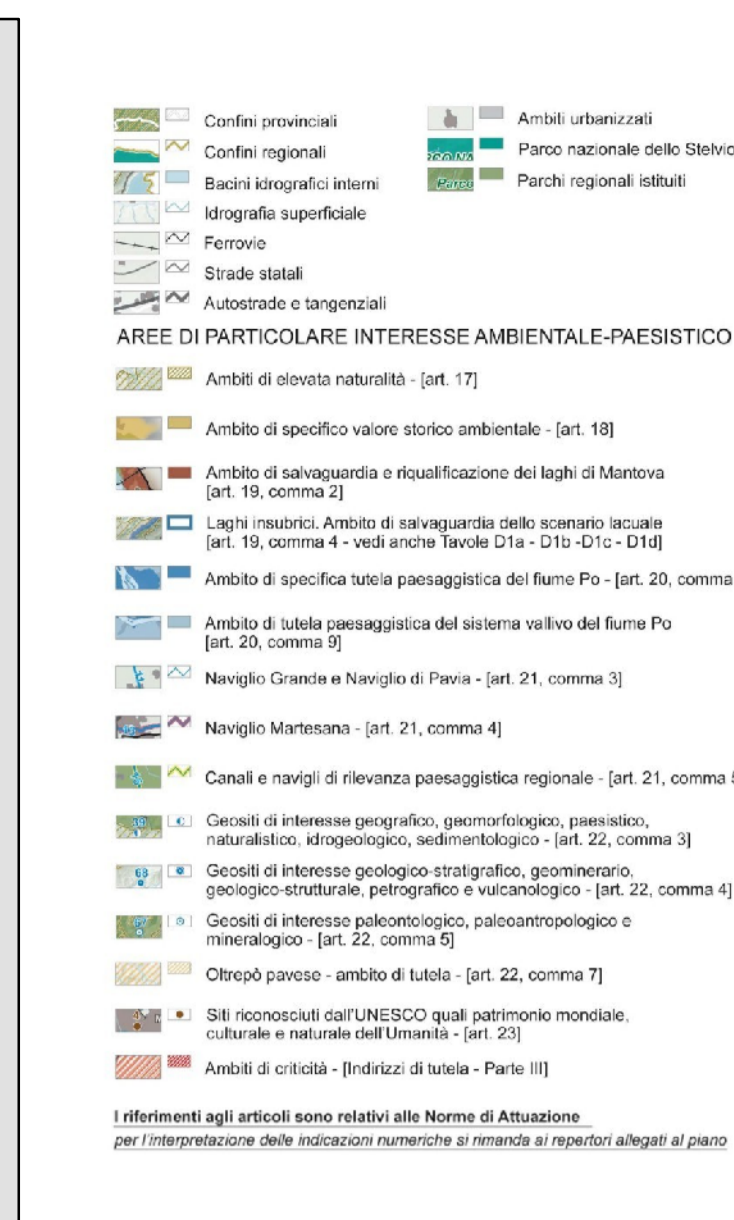 Confini provinciali
Confini regionali
Bacini idrografici interni
Idrografia superficiale
Ferrovie
Strade statali
Autostrade e tangenziali
Ambiti urbanizzati
Parco nazionale dello Stelvio
Parchi regionali istituiti
AREE DI PARTICOLARE INTERESSE AMBIENTALE-PAESISTICO
Ambiti di elevata naturalità - [art. 17]
Ambito di specifico valore storico ambientale - [art. 18]
Ambito di salvaguardia e riqualificazione dei laghi di Mantova
[art. 19, comma 2]
Laghi insubrici. Ambito di salvaguardia dello scenario lacuale
[art. 19, comma 4 - vedi anche Tavole D1a - D1b -D1c - D1d]
Ambito di specifica tutela paesaggistica del fiume Po - [art. 20, comma
Ambito di tutela paesaggistica del sistema vallivo del fiume Po
[art. 20, comma 9]
Naviglio Grande e Naviglio di Pavia - [art. 21, comma 3]
Naviglio Martesana - [art. 21, comma 4]
Canali e navigli di rilevanza paesaggistica regionale - [art. 21, comma 5
39 Geositi di interesse geografico, geomorfologico, paesistico,
naturalistico, idrogeologico, sedimentologico - [art. 22, comma 3]
68 Geositi di interesse geologico-stratigrafico, geominerario,
geologico-strutturale, petrografico e vulcanologico - [art. 22, comma 4]
67 Geositi di interesse paleontologico, paleoantropologico e
mineralogico - [art. 22, comma 5]
Oltrepò pavese - ambito di tutela - [art. 22, comma 7]
Siti riconosciuti dall'UNESCO quali patrimonio mondiale,
culturale e naturale dell'Umanità - [art. 23]
Ambiti di criticità - [Indirizzi di tutela - Parte III]
I riferimenti agli articoli sono relativi alle Norme di Attuazione
per l'interpretazione delle indicazioni numeriche si rimanda ai repertori allegati al piano